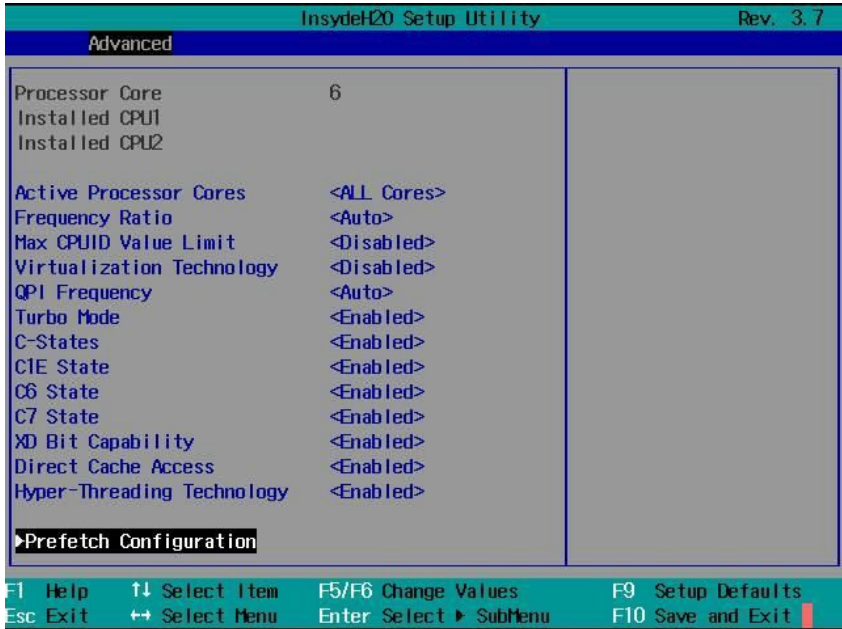 InsydeH20 Setup Utility Rev. 3.7
Advanced
Processor Core 6
Installed CPU1
Installed CPU2
Active Processor Cores <ALL Cores>
Frequency Ratio <Auto>
Max CPUID Value Limit <Disabled>
Virtualization Technology <Disabled>
QPI Frequency <Auto>
Turbo Mode <Enabled>
C-States <Enabled>
C1E State <Enabled>
C6 State <Enabled>
C7 State <Enabled>
XD Bit Capability <Enabled>
Direct Cache Access <Enabled>
Hyper-Threading Technology <Enabled>
▶Prefetch Configuration
F1 Help ↑↓ Select Item F5/F6 Change Values F9 Setup Defaults
Esc Exit ↔ Select Menu Enter Select ▶ SubMenu F10 Save and Exit